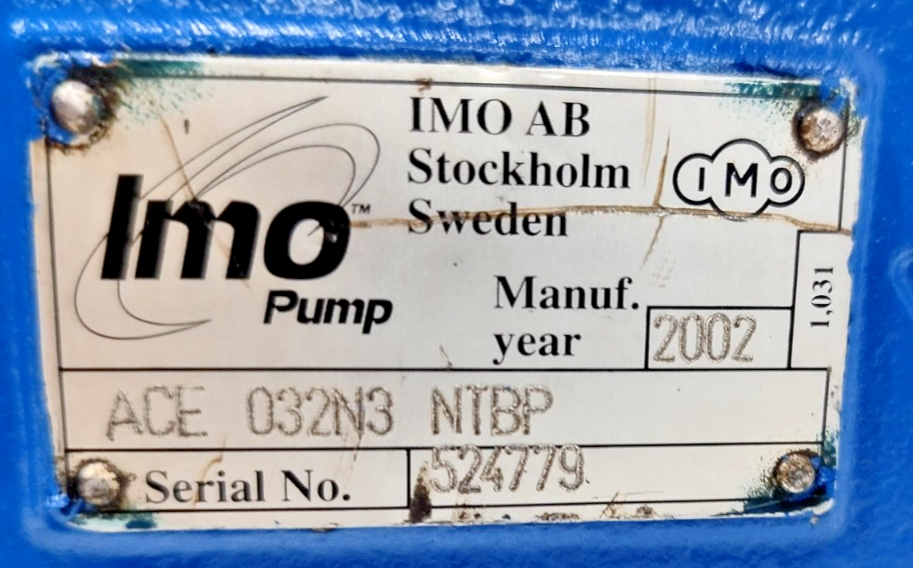 Imo™
Pump
IMO AB
Stockholm
Sweden
IMO
Manuf.
year
2002
1,031
ACE 032N3 NTBP
Serial No.
524779